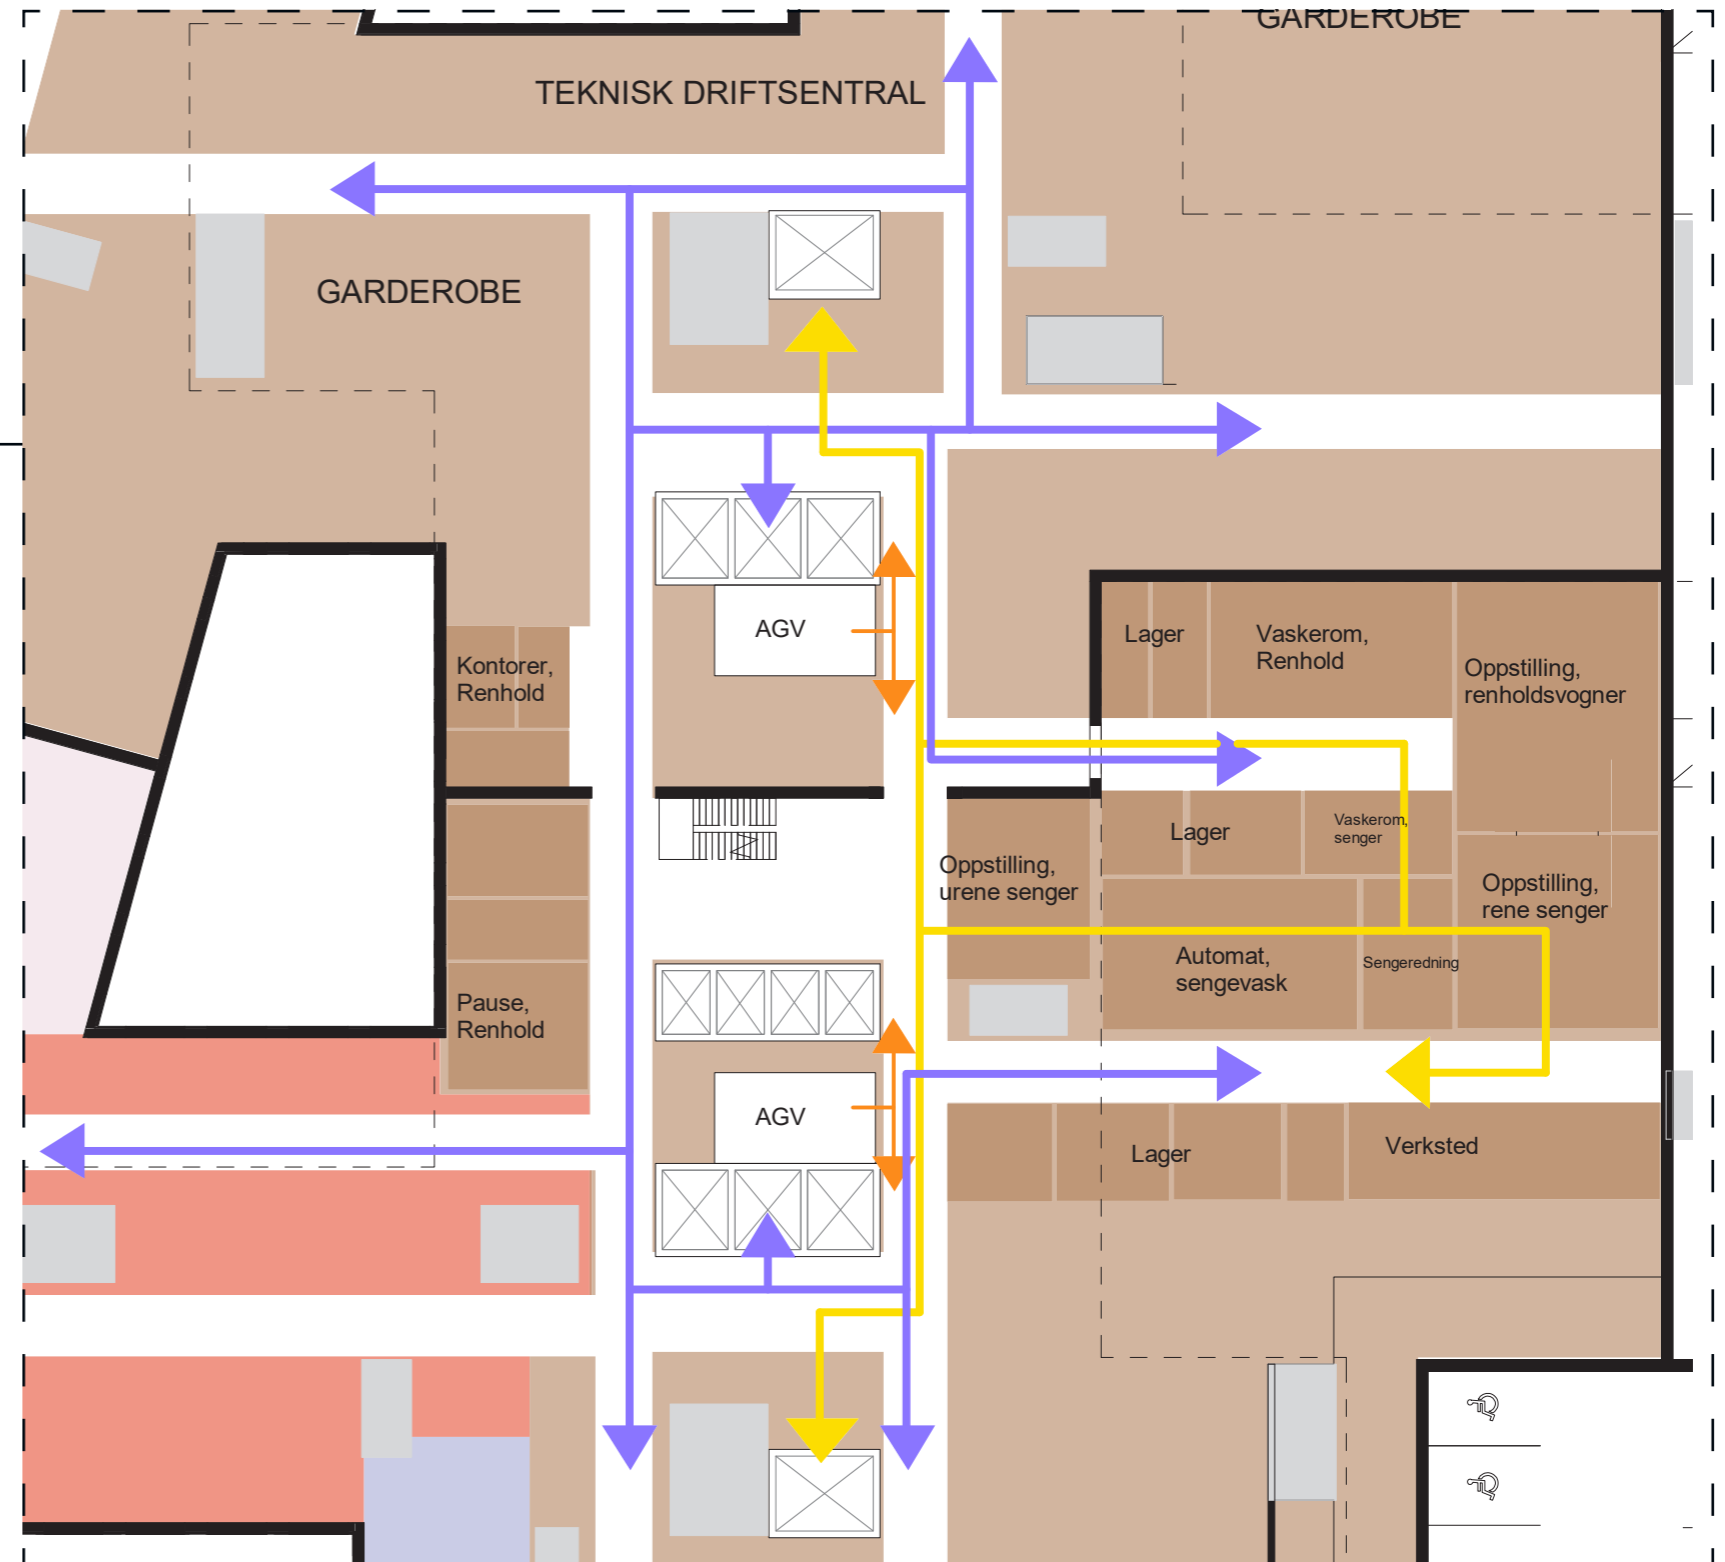 GARDEROBE
TEKNISK DRIFTSENTRAL
GARDEROBE
AGV
Lager
Vaskerom,
Renhold
Kontorer,
Renhold
Oppstilling,
renholdsvogner
Lager
Vaskerom,
senger
Oppstilling,
urene senger
Oppstilling,
rene senger
Automat,
sengevask
Sengeredning
Pause,
Renhold
AGV
Lager
Verksted